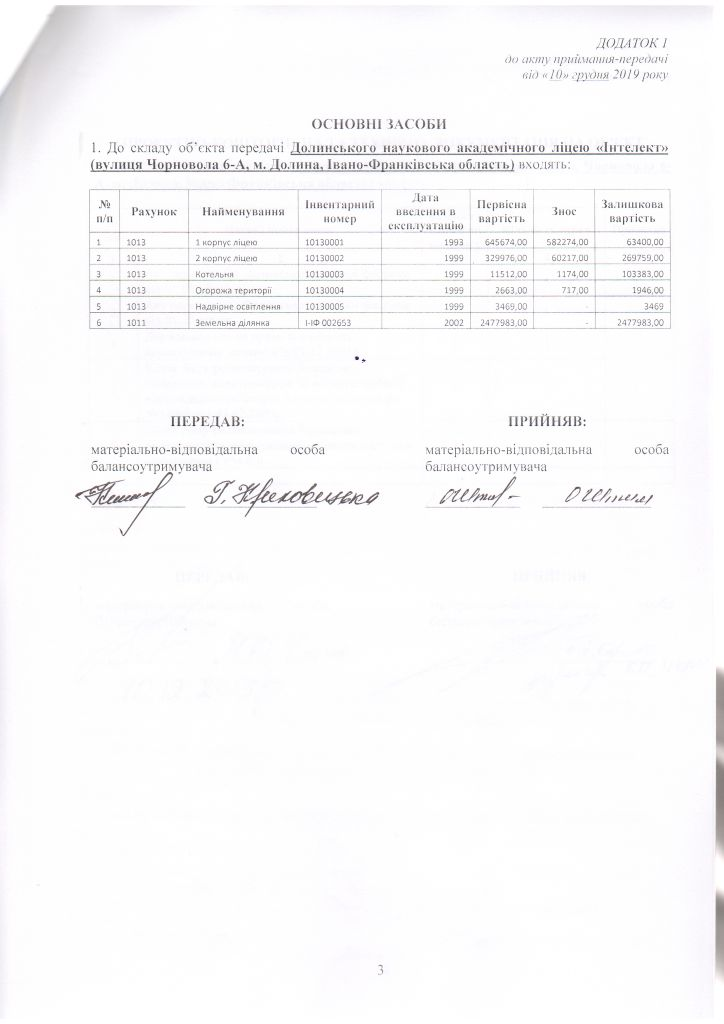 ДОДАТОК 1
до акту приймання-передачі
від «10» грудня 2019 року
ОСНОВНІ ЗАСОБИ
1. До складу об’єкта передачі Долинського наукового академічного ліцею «Інтелект»
(вулиця Чорновола 6-А, м. Долина, Івано-Франківська область) входять:
№ п/п Рахунок Найменування Інвентарний номер Дата введення в експлуатацію Первісна вартість Знос Залишкова вартість
1 1013 1 корпус ліцею 10130001 1993 645674,00 582274,00 63400,00
2 1013 2 корпус ліцею 10130002 1999 329976,00 60217,00 269759,00
3 1013 Котельня 10130003 1999 11512,00 1174,00 103383,00
4 1013 Огорожа території 10130004 1999 2663,00 717,00 1946,00
5 1013 Надвірне освітлення 10130005 1999 3469,00 - 3469
6 1011 Земельна ділянка І-ІФ 002653 2002 2477983,00 - 2477983,00
ПЕРЕДАВ: ПРИЙНЯВ:
матеріально-відповідальна особа матеріально-відповідальна особа
балансоутримувача балансоутримувача
3